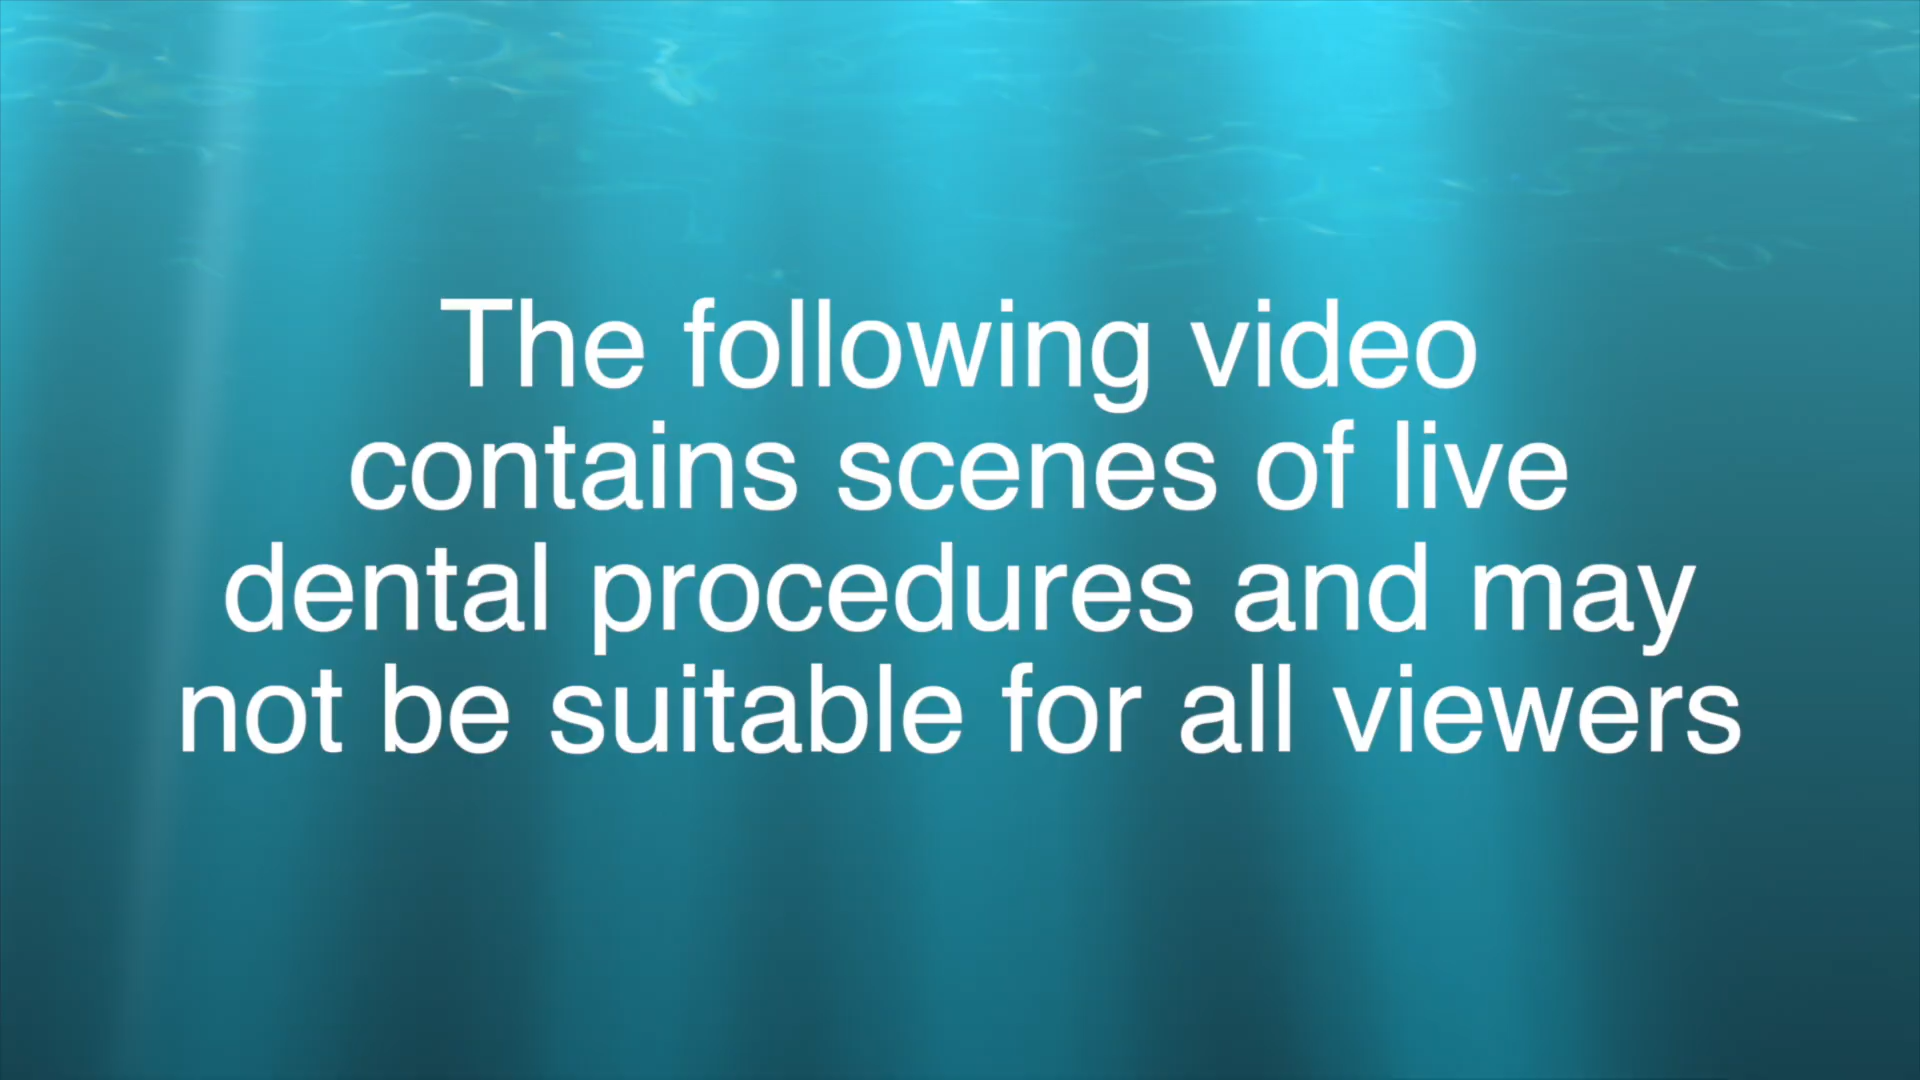 The following video
contains scenes of live
dental procedures and may
not be suitable for all viewers